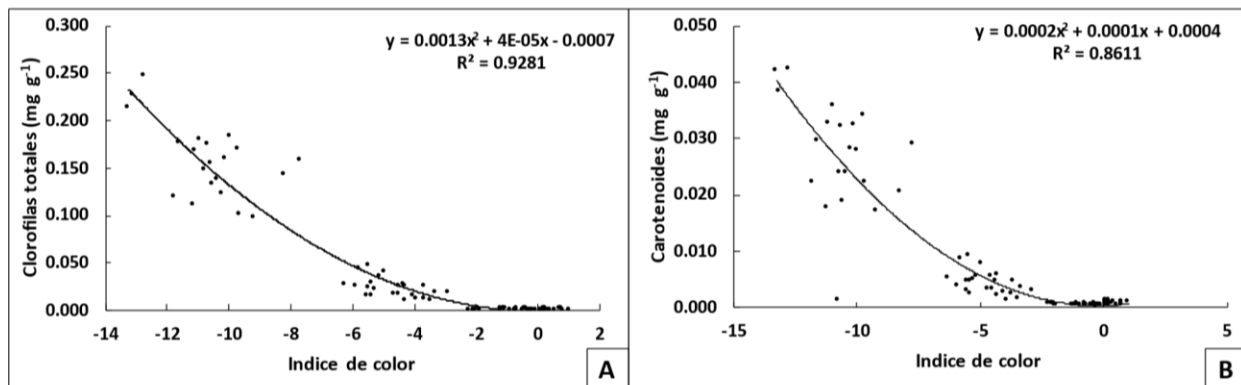 0.300
0.250
0.200
0.150
0.100
0.050
0.000
Clorofilas totales (mg g⁻¹)
y = 0.0013x² + 4E-05x - 0.0007
R² = 0.9281
-14 -12 -10 -8 -6 -4 -2 0 2
Indice de color
A
0.050
0.040
0.030
0.020
0.010
0.000
Carotenoides (mg g⁻¹)
y = 0.0002x² + 0.0001x + 0.0004
R² = 0.8611
-15 -10 -5 0 5
Indice de color
B